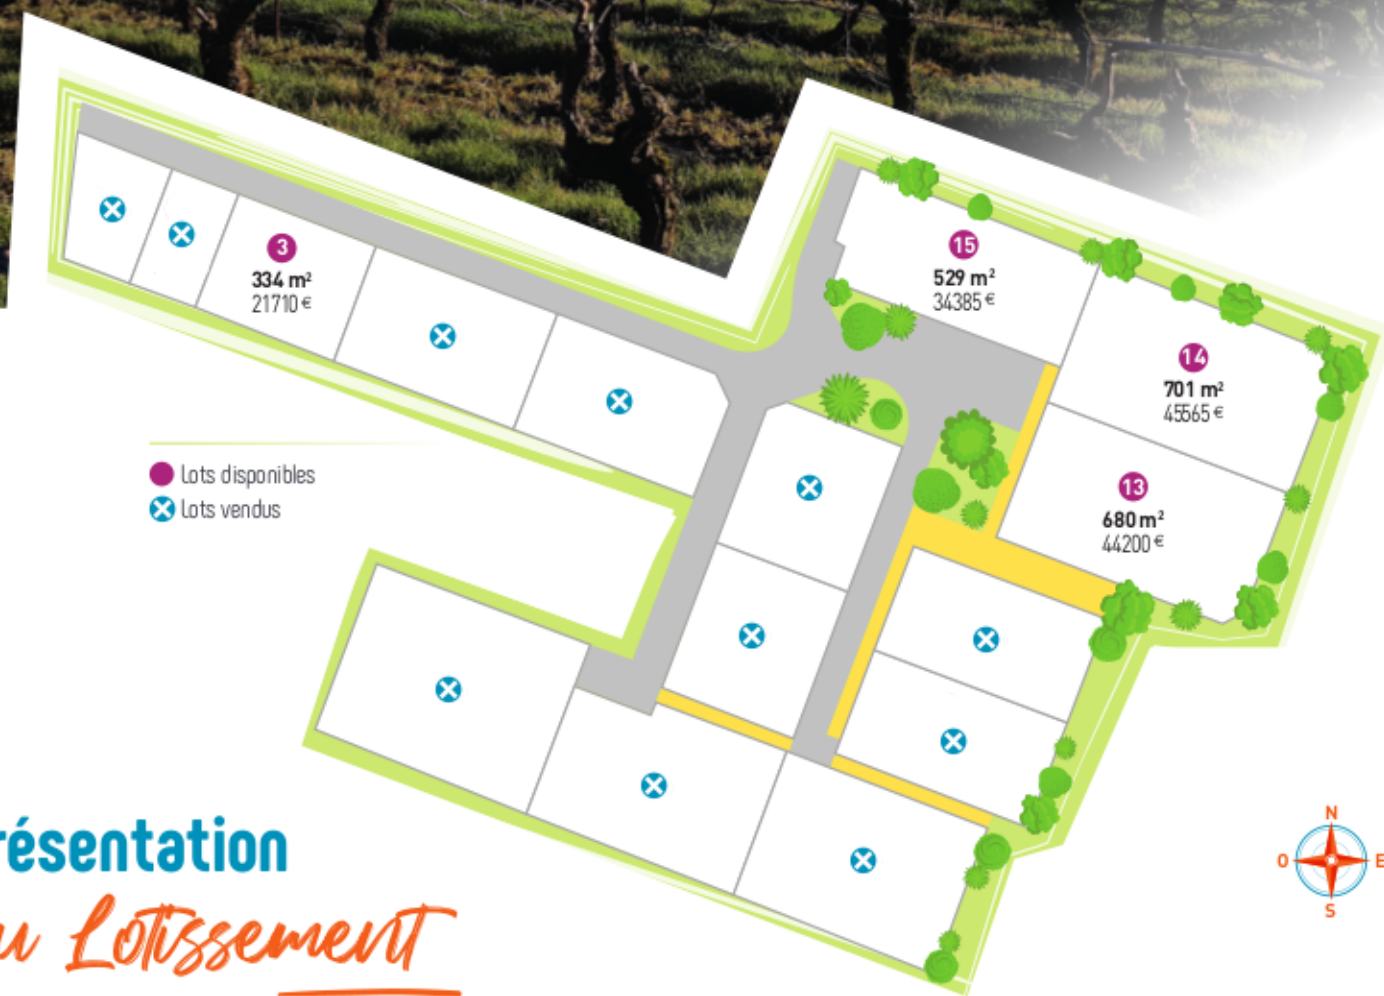 3
334 m²
21710 €
15
529 m²
34385 €
14
701 m²
45565 €
13
680 m²
44200 €
Lots disponibles
Lots vendus
résentation
u Lotissement
N
O
E
S